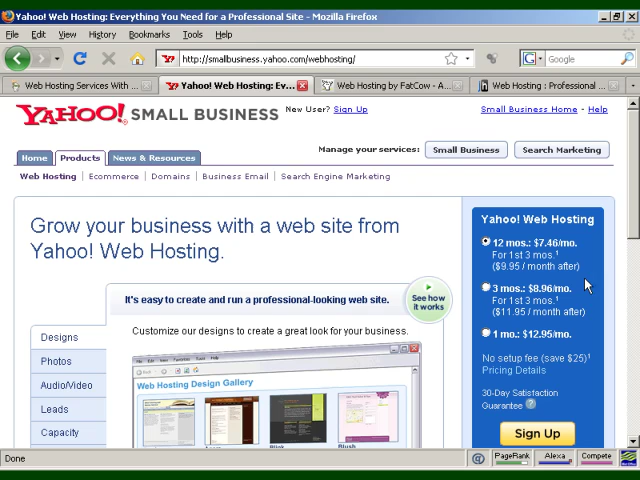 Yahoo! Web Hosting: Everything You Need for a Professional Site - Mozilla Firefox
File Edit View History Bookmarks Tools Help
http://smallbusiness.yahoo.com/webhosting/
Google
Web Hosting Services With ...
Yahoo! Web Hosting: Ev...
Web Hosting by FatCow - A...
Web Hosting : Professional ...
YAHOO! SMALL BUSINESS
New User? Sign Up
Small Business Home - Help
Manage your services: Small Business Search Marketing
Home Products News & Resources
Web Hosting | Ecommerce | Domains | Business Email | Search Engine Marketing
Grow your business with a web site from
Yahoo! Web Hosting.
It's easy to create and run a professional-looking web site.
See how
it works
Customize our designs to create a great look for your business.
Designs
Photos
Audio/Video
Leads
Capacity
Web Hosting Design Gallery
Yahoo! Web Hosting
12 mos.: $7.46/mo.
For 1st 3 mos.¹
($9.95 / month after)
3 mos.: $8.96/mo.
For 1st 3 mos.¹
($11.95 / month after)
1 mo.: $12.95/mo.
No setup fee (save $25)¹
Pricing Details
30-Day Satisfaction
Guarantee ?
Sign Up
Done
PageRank Alexa Compete